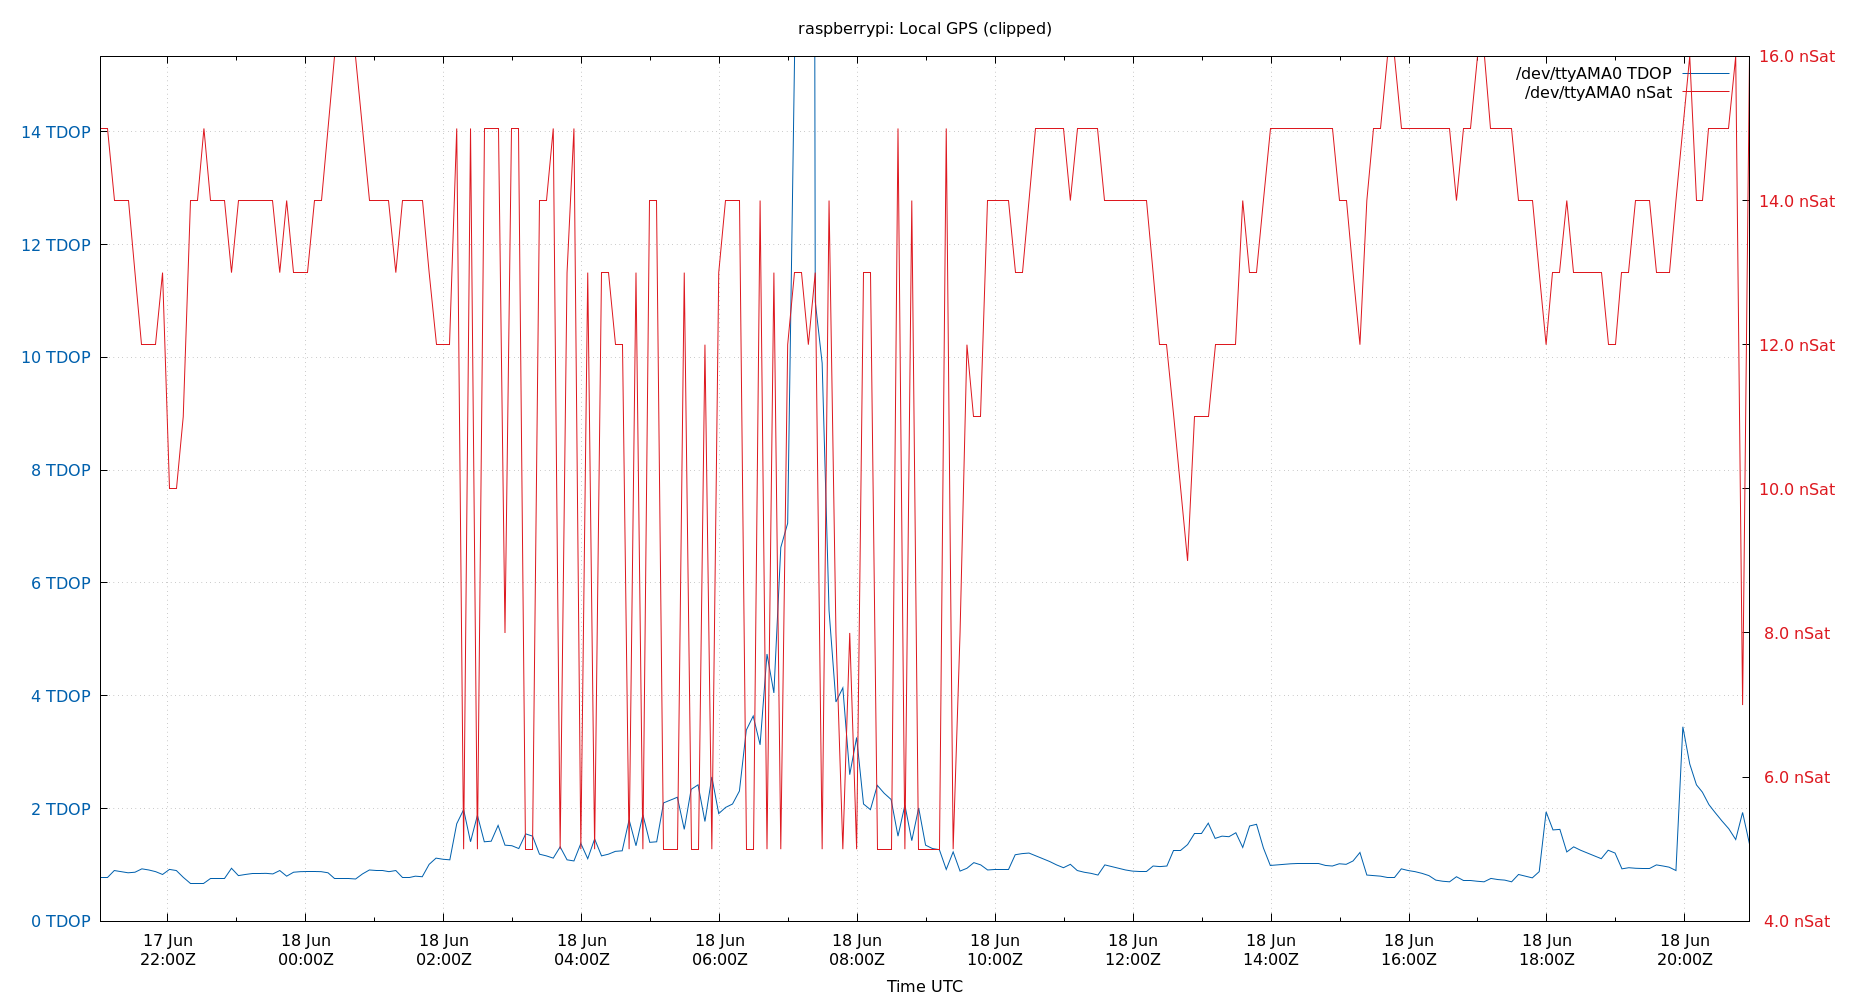 raspberrypi: Local GPS (clipped)
16.0 nSat
/dev/ttyAMA0 TDOP
/dev/ttyAMA0 nSat
14 TDOP
14.0 nSat
12 TDOP
12.0 nSat
10 TDOP
10.0 nSat
8 TDOP
8.0 nSat
6 TDOP
6.0 nSat
4 TDOP
2 TDOP
0 TDOP
4.0 nSat
17 Jun 18 Jun 18 Jun 18 Jun 18 Jun 18 Jun 18 Jun 18 Jun 18 Jun 18 Jun 18 Jun 18 Jun
22:00Z 00:00Z 02:00Z 04:00Z 06:00Z 08:00Z 10:00Z 12:00Z 14:00Z 16:00Z 18:00Z 20:00Z
Time UTC